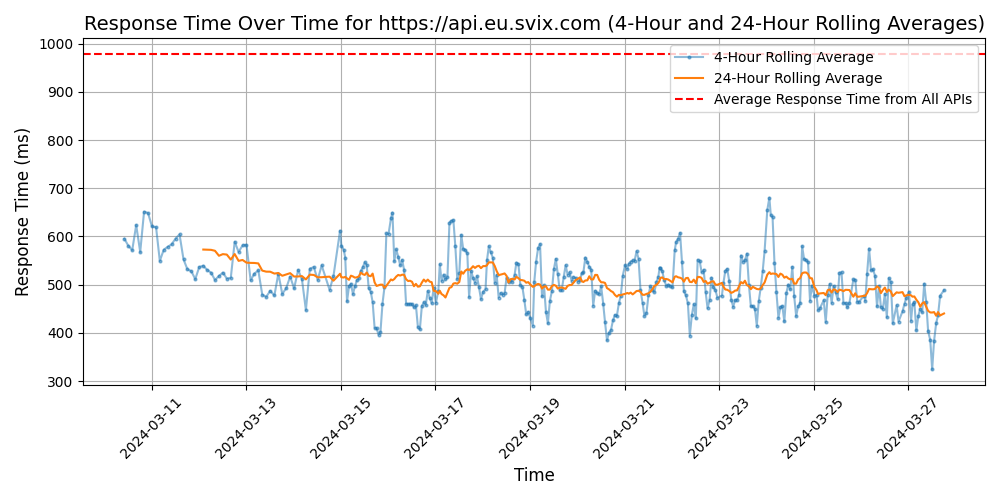 Response Time Over Time for https://api.eu.svix.com (4-Hour and 24-Hour Rolling Averages)
4-Hour Rolling Average
24-Hour Rolling Average
Average Response Time from All APIs
Response Time (ms)
1000
900
800
700
600
500
400
300
2024-03-11
2024-03-13
2024-03-15
2024-03-17
2024-03-19
2024-03-21
2024-03-23
2024-03-25
2024-03-27
Time